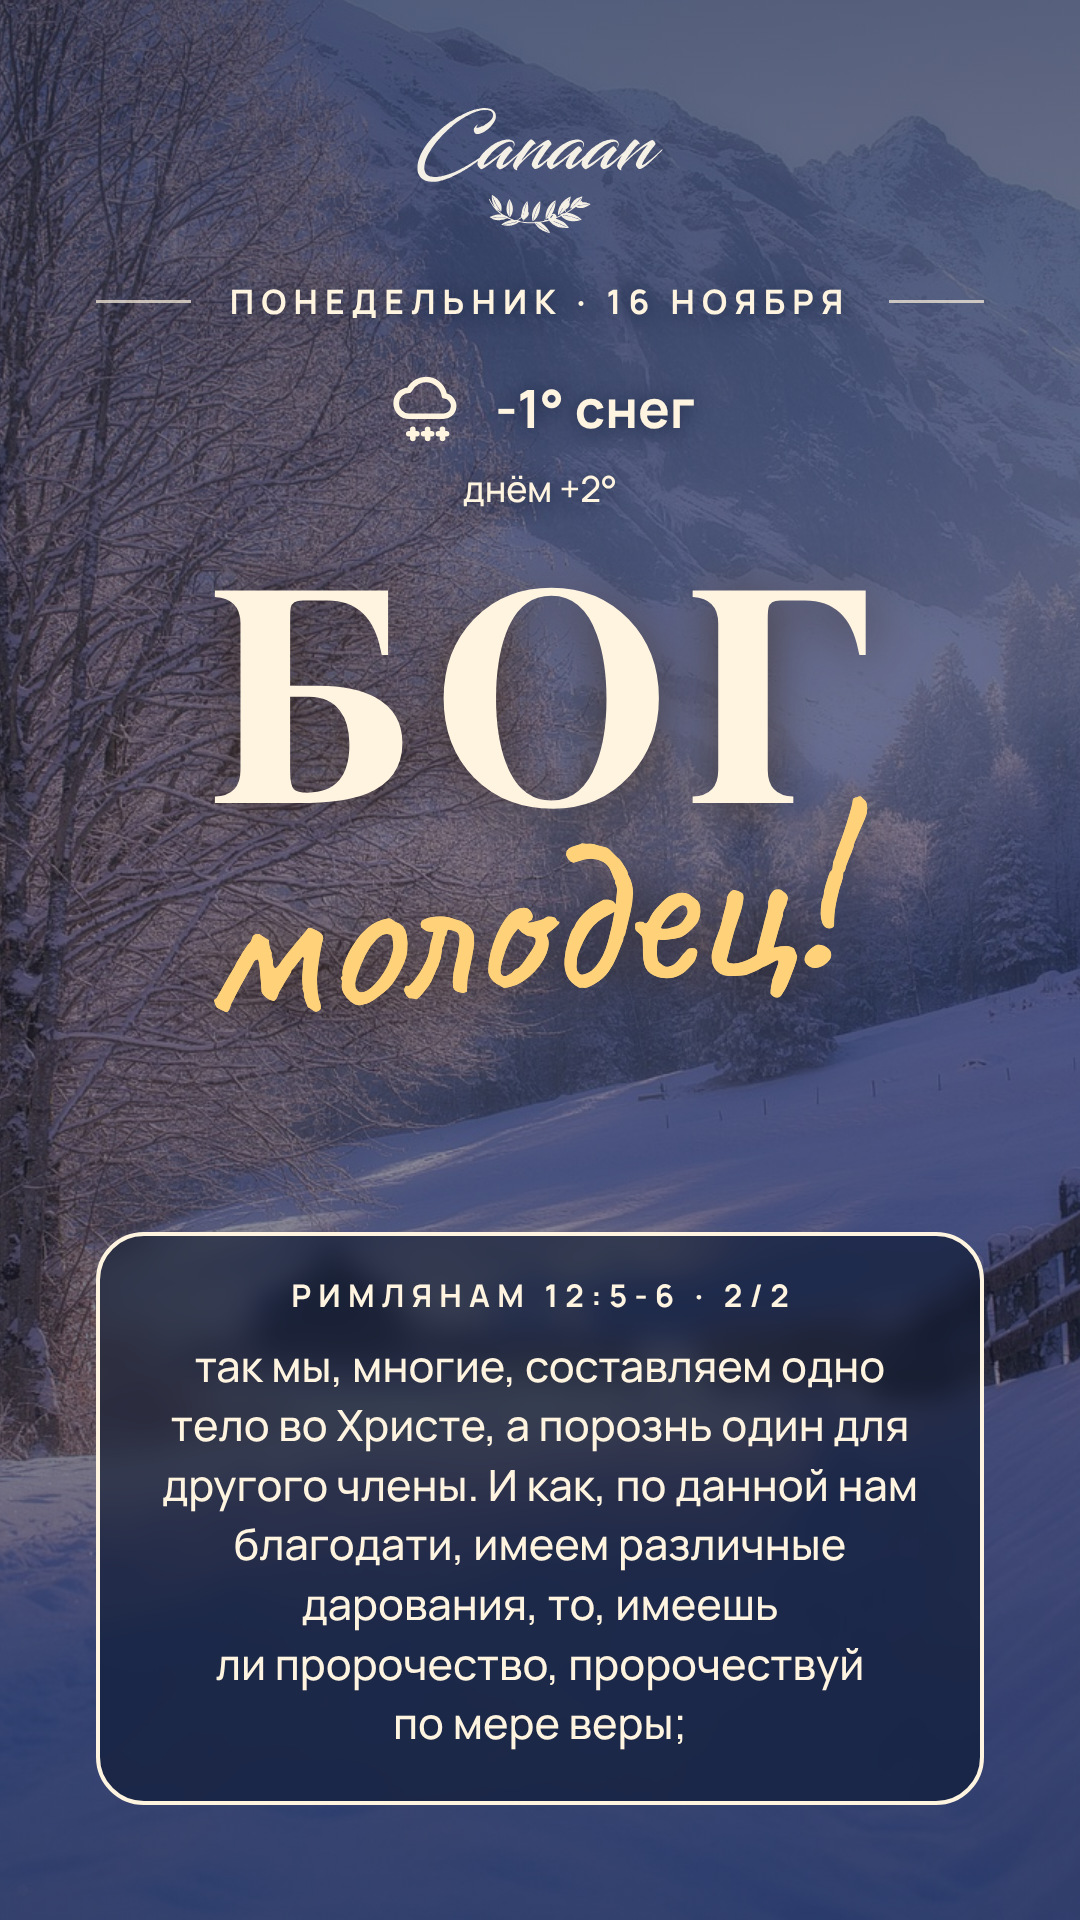 Canaan
ПОНЕДЕЛЬНИК · 16 НОЯБРЯ
-1° снег
днём +2°
БОГ
молодец!
РИМЛЯНАМ 12:5-6 · 2/2
так мы, многие, составляем одно
тело во Христе, а порознь один для
другого члены. И как, по данной нам
благодати, имеем различные
дарования, то, имеешь
ли пророчество, пророчествуй
по мере веры;